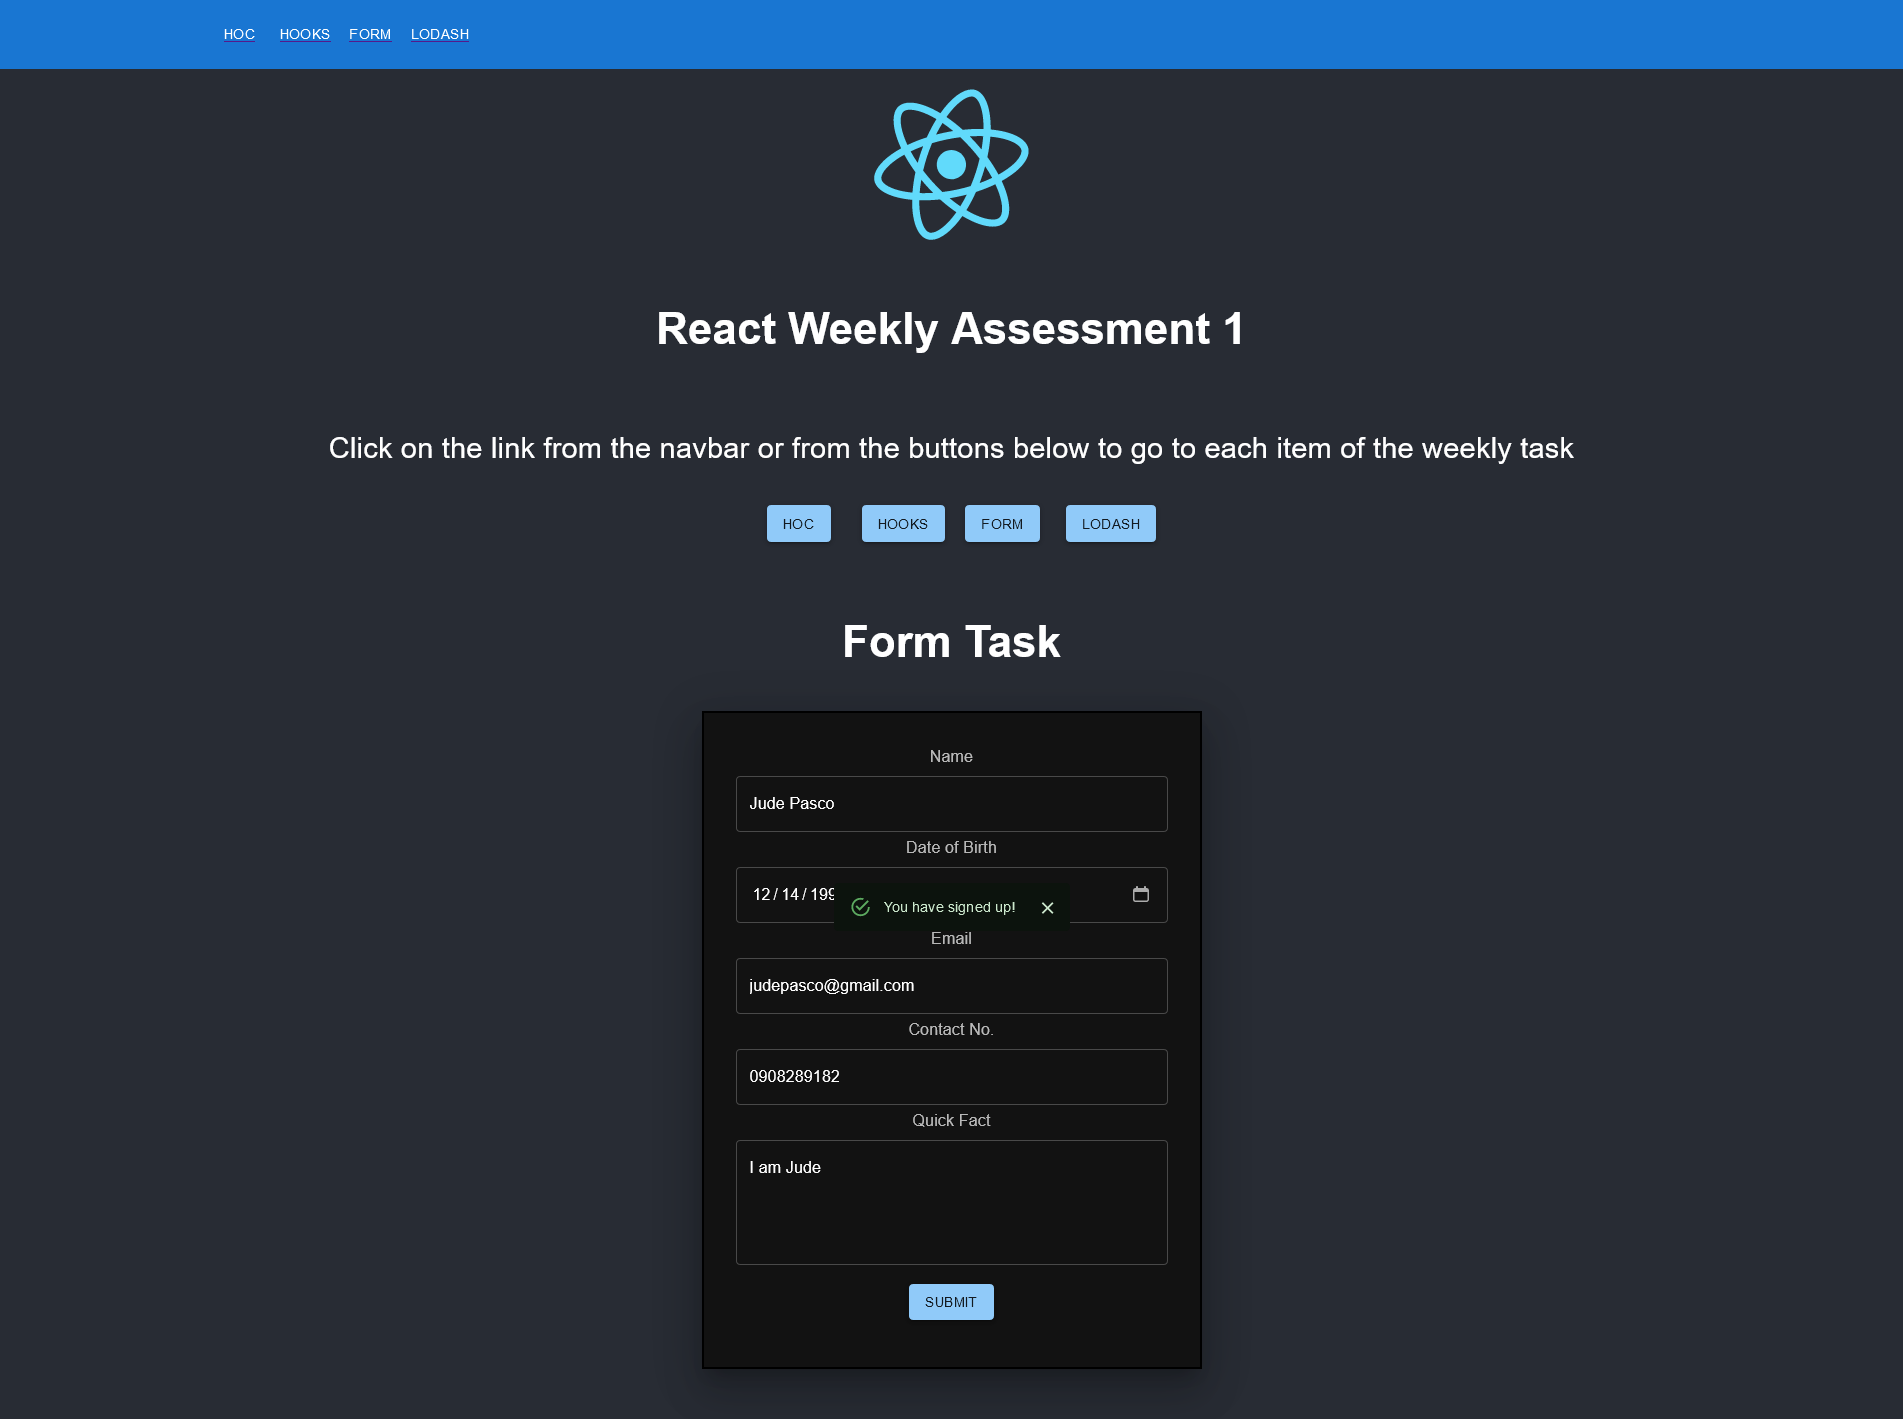 HOC HOOKS FORM LODASH
React Weekly Assessment 1
Click on the link from the navbar or from the buttons below to go to each item of the weekly task
HOC HOOKS FORM LODASH
Form Task
Name
Jude Pasco
Date of Birth
12 / 14 / 199
You have signed up!
Email
judepasco@gmail.com
Contact No.
0908289182
Quick Fact
I am Jude
SUBMIT